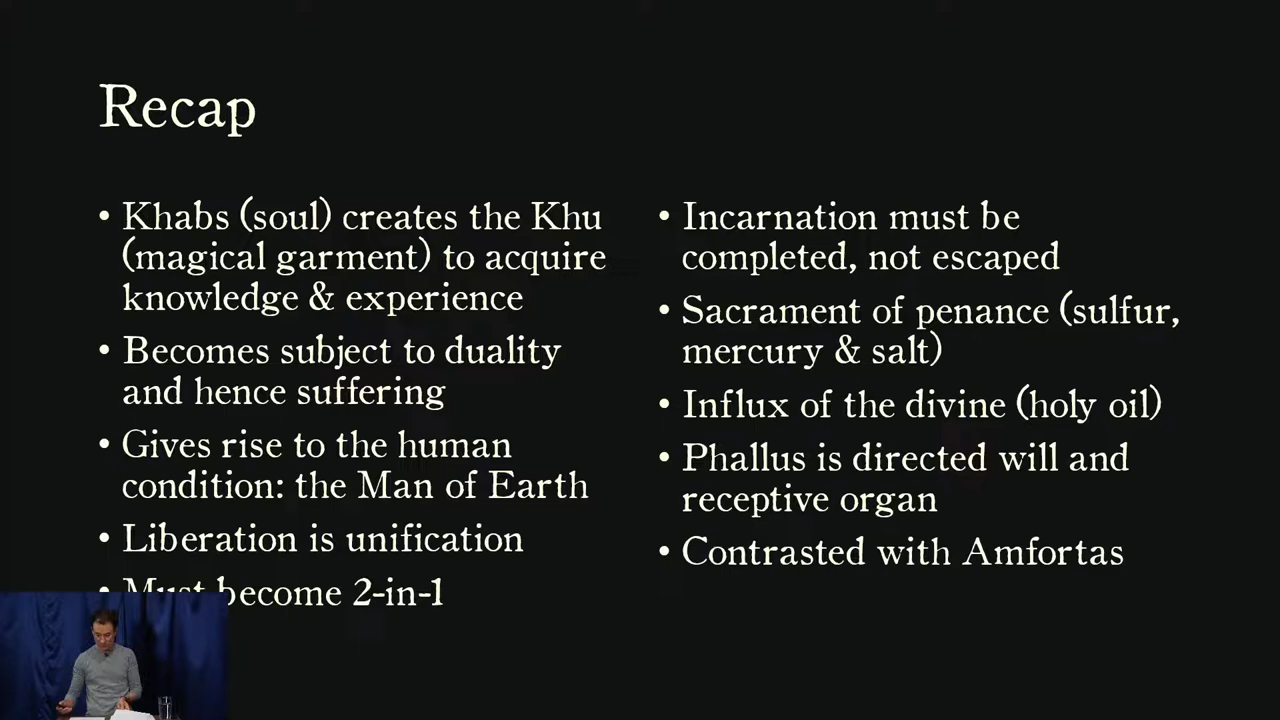 Recap
• Khabs (soul) creates the Khu
(magical garment) to acquire
knowledge & experience
• Becomes subject to duality
and hence suffering
• Gives rise to the human
condition: the Man of Earth
• Liberation is unification
• Must become 2-in-1
• Incarnation must be
completed, not escaped
• Sacrament of penance (sulfur,
mercury & salt)
• Influx of the divine (holy oil)
• Phallus is directed will and
receptive organ
• Contrasted with Amfortas